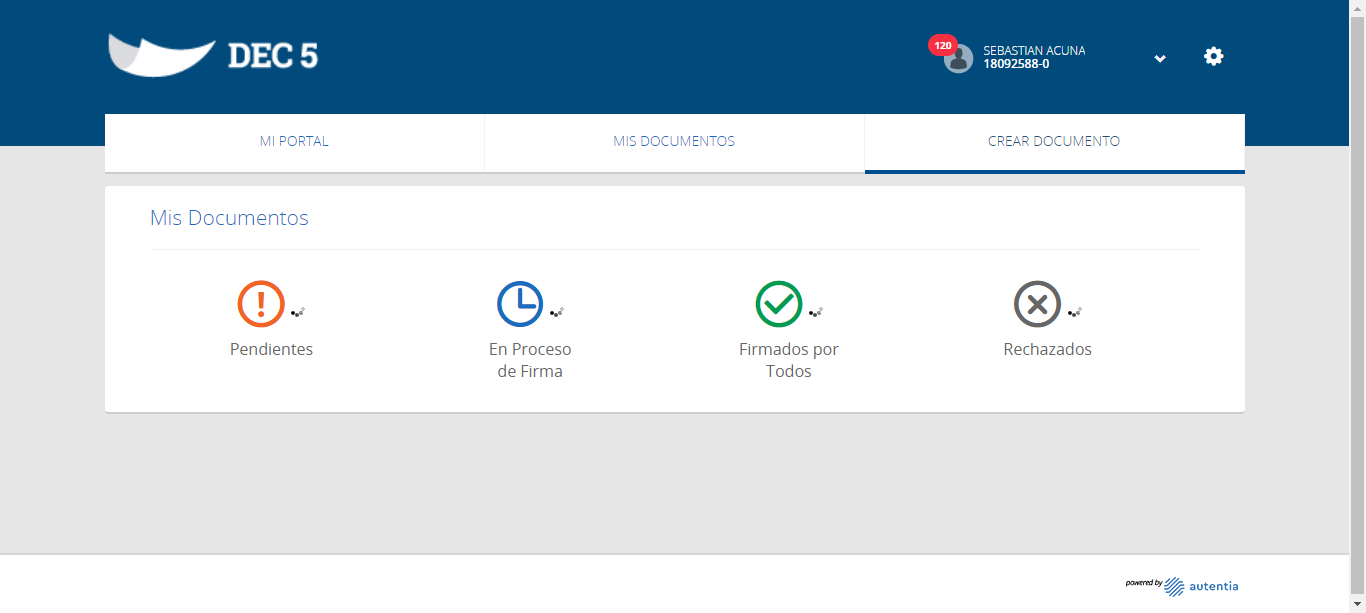 DEC 5
120
SEBASTIAN ACUNA
18092588-0
MI PORTAL
MIS DOCUMENTOS
CREAR DOCUMENTO
Mis Documentos
Pendientes
En Proceso
de Firma
Firmados por
Todos
Rechazados
powered by
autentia